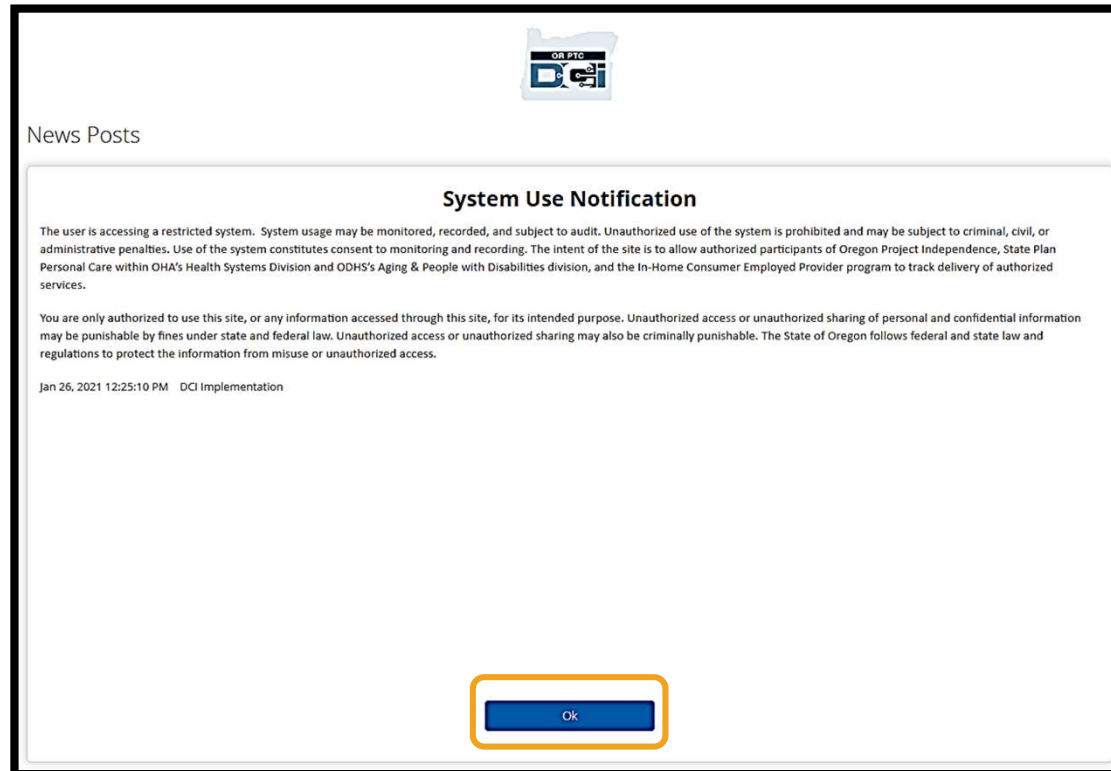 OR PTC
DCi
News Posts
System Use Notification
The user is accessing a restricted system.  System usage may be monitored, recorded, and subject to audit. Unauthorized use of the system is prohibited and may be subject to criminal, civil, or
administrative penalties. Use of the system constitutes consent to monitoring and recording. The intent of the site is to allow authorized participants of Oregon Project Independence, State Plan
Personal Care within OHA's Health Systems Division and ODHS's Aging & People with Disabilities division, and the In-Home Consumer Employed Provider program to track delivery of authorized
services.
You are only authorized to use this site, or any information accessed through this site, for its intended purpose. Unauthorized access or unauthorized sharing of personal and confidential information
may be punishable by fines under state and federal law. Unauthorized access or unauthorized sharing may also be criminally punishable. The State of Oregon follows federal and state law and
regulations to protect the information from misuse or unauthorized access.
Jan 26, 2021 12:25:10 PM DCI Implementation
Ok